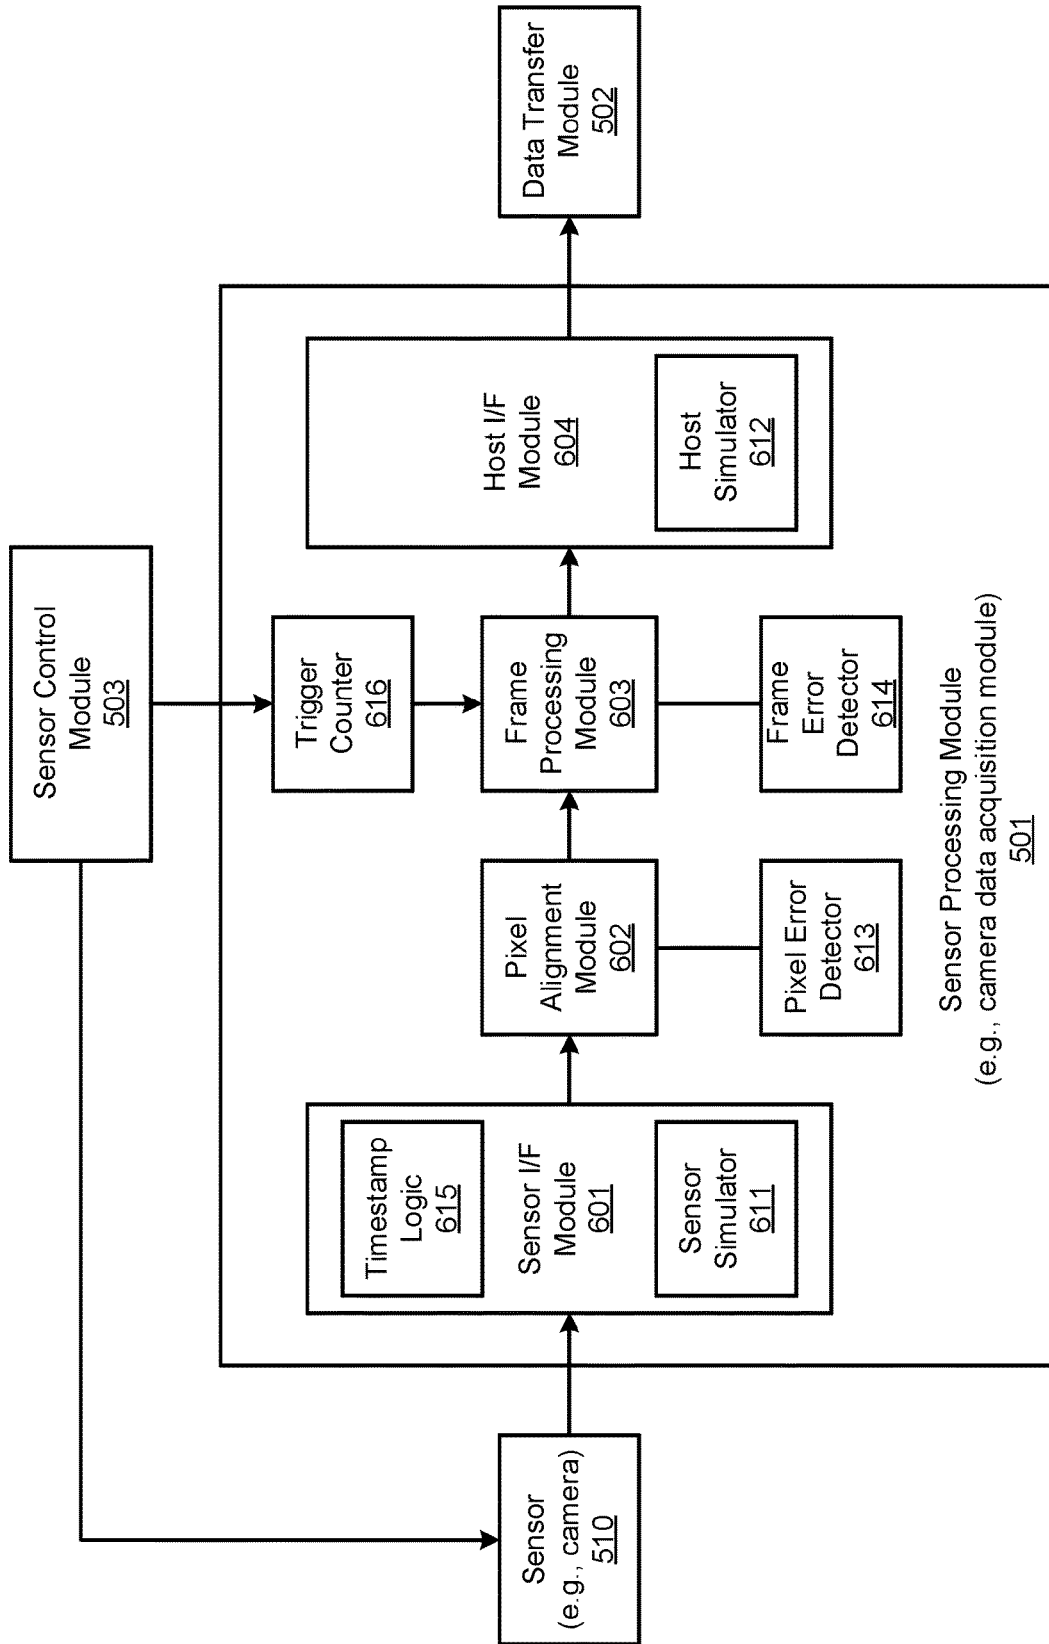 Sensor Control
Module
503
Trigger
Counter
616
Timestamp
Logic
615
Sensor I/F
Module
601
Sensor
Simulator
611
Sensor
(e.g., camera)
510
Pixel
Alignment
Module
602
Pixel Error
Detector
613
Frame
Processing
Module
603
Frame
Error
Detector
614
Host I/F
Module
604
Host
Simulator
612
Data Transfer
Module
502
Sensor Processing Module
(e.g., camera data acquisition module)
501